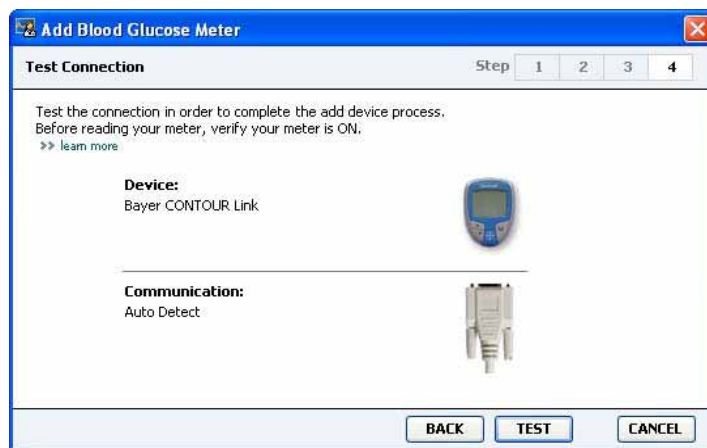 Add Blood Glucose Meter
Test Connection Step 1 2 3 4
Test the connection in order to complete the add device process.
Before reading your meter, verify your meter is ON.
>> learn more
Device:
Bayer CONTOUR Link
Communication:
Auto Detect
BACK TEST CANCEL